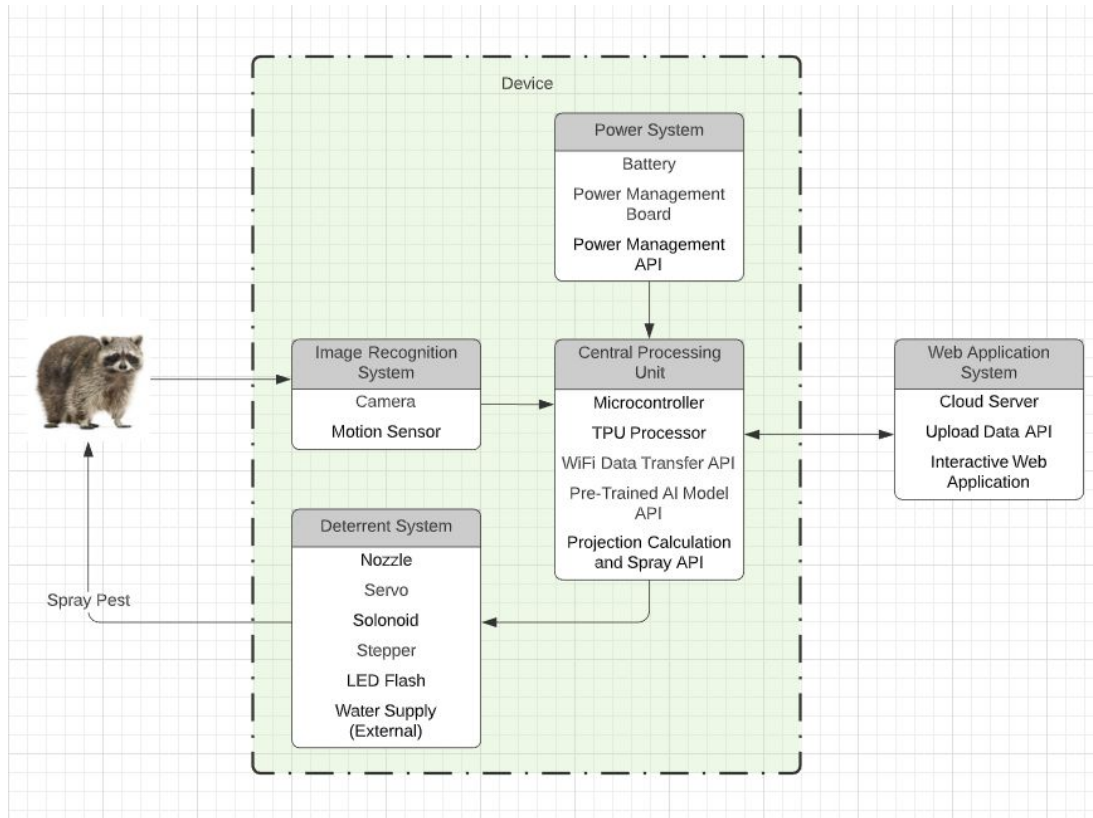 Device
Power System
Battery
Power Management
Board
Power Management
API
Image Recognition
System
Camera
Motion Sensor
Central Processing
Unit
Microcontroller
TPU Processor
WiFi Data Transfer API
Pre-Trained AI Model
API
Projection Calculation
and Spray API
Web Application
System
Cloud Server
Upload Data API
Interactive Web
Application
Deterrent System
Nozzle
Servo
Solonoid
Stepper
LED Flash
Water Supply
(External)
Spray Pest